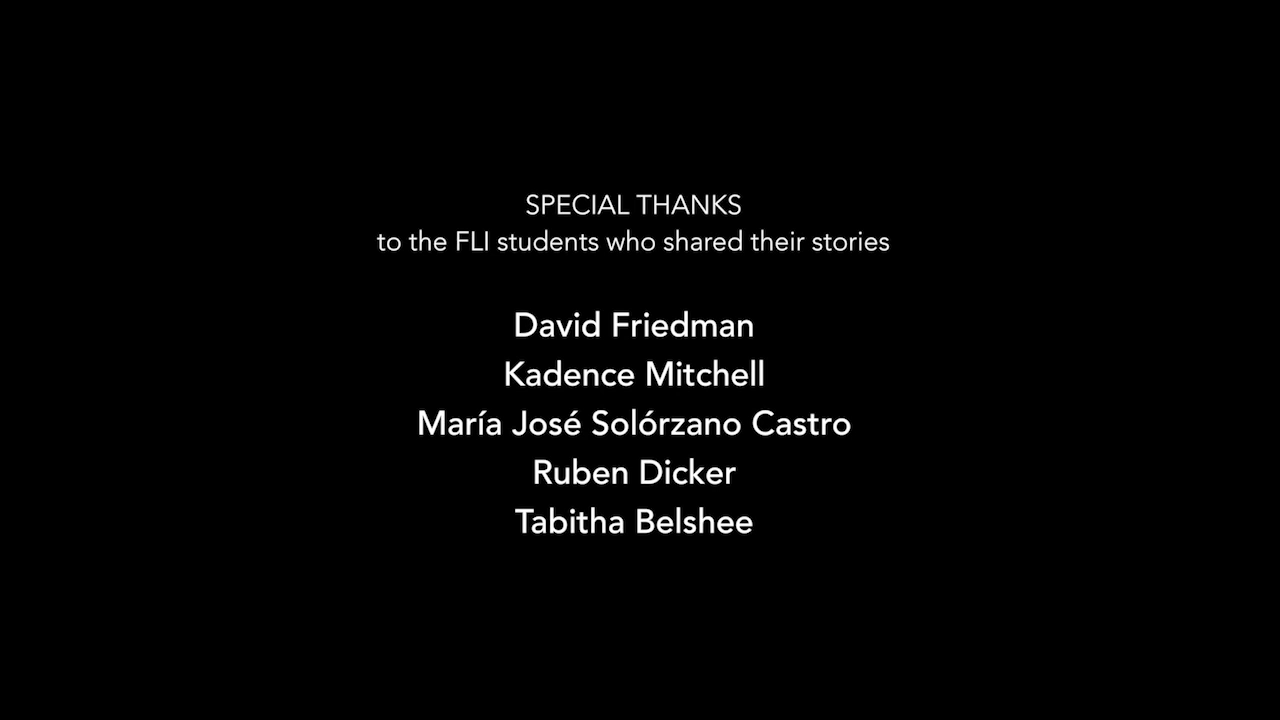 SPECIAL THANKS
to the FLI students who shared their stories
David Friedman
Kadence Mitchell
María José Solórzano Castro
Ruben Dicker
Tabitha Belshee